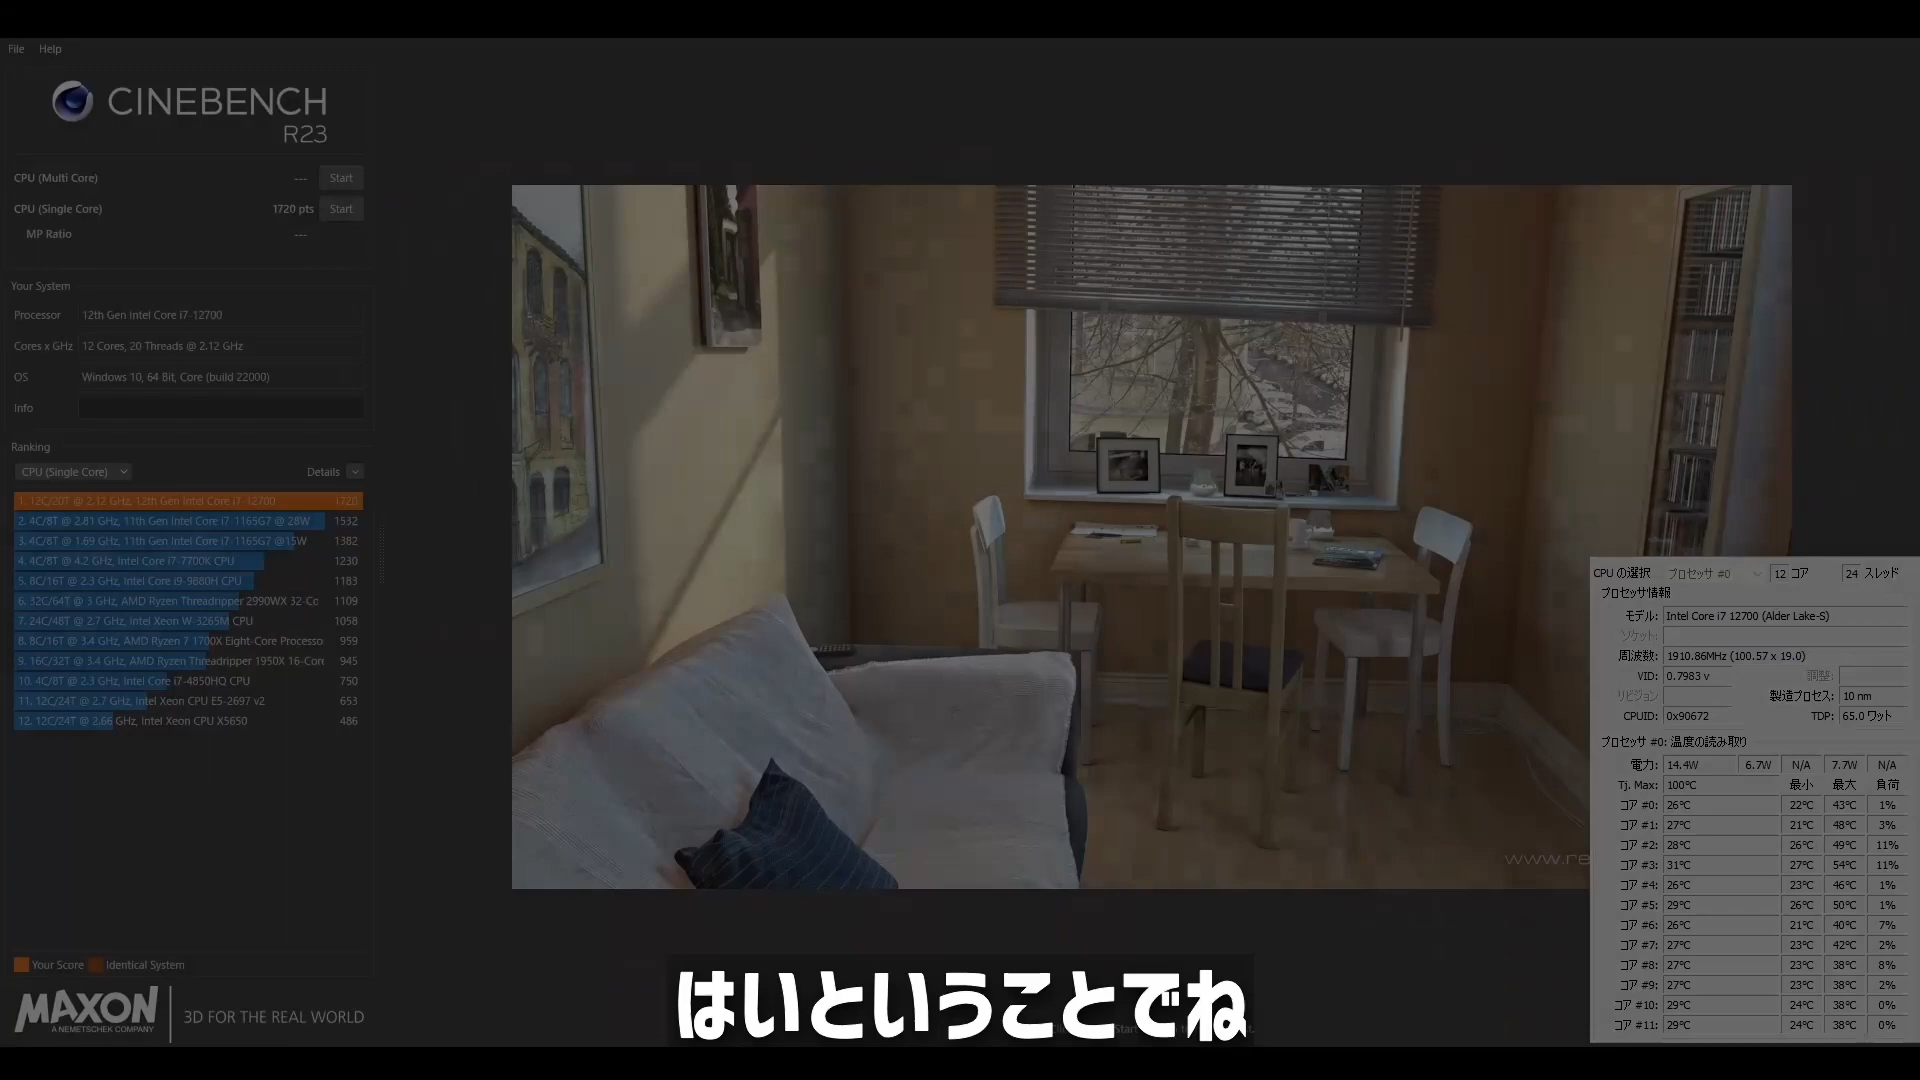 File Help
CINEBENCH
R23
CPU (Multi Core) --- Start
CPU (Single Core) 1720 pts Start
MP Ratio ---
Your System
Processor 12th Gen Intel Core i7-12700
Cores x GHz 12 Cores, 20 Threads @ 2.12 GHz
OS Windows 10, 64 Bit, Core (build 22000)
Info
Ranking
CPU (Single Core) Details
1. 12C/20T @ 2.12 GHz, 12th Gen Intel Core i7-12700 1720
2. 4C/8T @ 2.81 GHz, 11th Gen Intel Core i7-1165G7 @ 28W 1532
3. 4C/8T @ 1.69 GHz, 11th Gen Intel Core i7-1165G7 @15W 1382
4. 4C/8T @ 4.2 GHz, Intel Core i7-7700K CPU 1230
5. 8C/16T @ 2.3 GHz, Intel Core i9-9880H CPU 1183
6. 32C/64T @ 3 GHz, AMD Ryzen Threadripper 2990WX 32-Co 1109
7. 24C/48T @ 2.7 GHz, Intel Xeon W-3265M CPU 1058
8. 8C/16T @ 3.4 GHz, AMD Ryzen 7 1700X Eight-Core Processo 959
9. 16C/32T @ 3.4 GHz, AMD Ryzen Threadripper 1950X 16-Core 945
10. 4C/8T @ 2.3 GHz, Intel Core i7-4850HQ CPU 750
11. 12C/24T @ 2.7 GHz, Intel Xeon CPU E5-2697 v2 653
12. 12C/24T @ 2.66 GHz, Intel Xeon CPU X5650 486
Your Score Identical System
MAXON
A NEMETSCHEK COMPANY
3D FOR THE REAL WORLD
www.re
CPU の選択 プロセッサ #0 12 コア 24 スレッド
プロセッサ情報
モデル: Intel Core i7 12700 (Alder Lake-S)
ソケット:
周波数: 1910.86MHz (100.57 x 19.0)
VID: 0.7983 v 調整:
リビジョン 製造プロセス: 10 nm
CPUID: 0x90672 TDP: 65.0 ワット
プロセッサ #0: 温度の読み取り
電力: 14.4W 6.7W N/A 7.7W N/A
Tj. Max: 100℃ 最小 最大 負荷
コア #0: 26℃ 22℃ 43℃ 1%
コア #1: 27℃ 21℃ 48℃ 3%
コア #2: 28℃ 26℃ 49℃ 11%
コア #3: 31℃ 27℃ 54℃ 11%
コア #4: 26℃ 23℃ 46℃ 1%
コア #5: 29℃ 26℃ 50℃ 1%
コア #6: 26℃ 21℃ 40℃ 7%
コア #7: 27℃ 23℃ 42℃ 2%
コア #8: 27℃ 23℃ 38℃ 8%
コア #9: 27℃ 23℃ 38℃ 2%
コア #10: 29℃ 24℃ 38℃ 0%
コア #11: 29℃ 24℃ 38℃ 0%
はいということでね